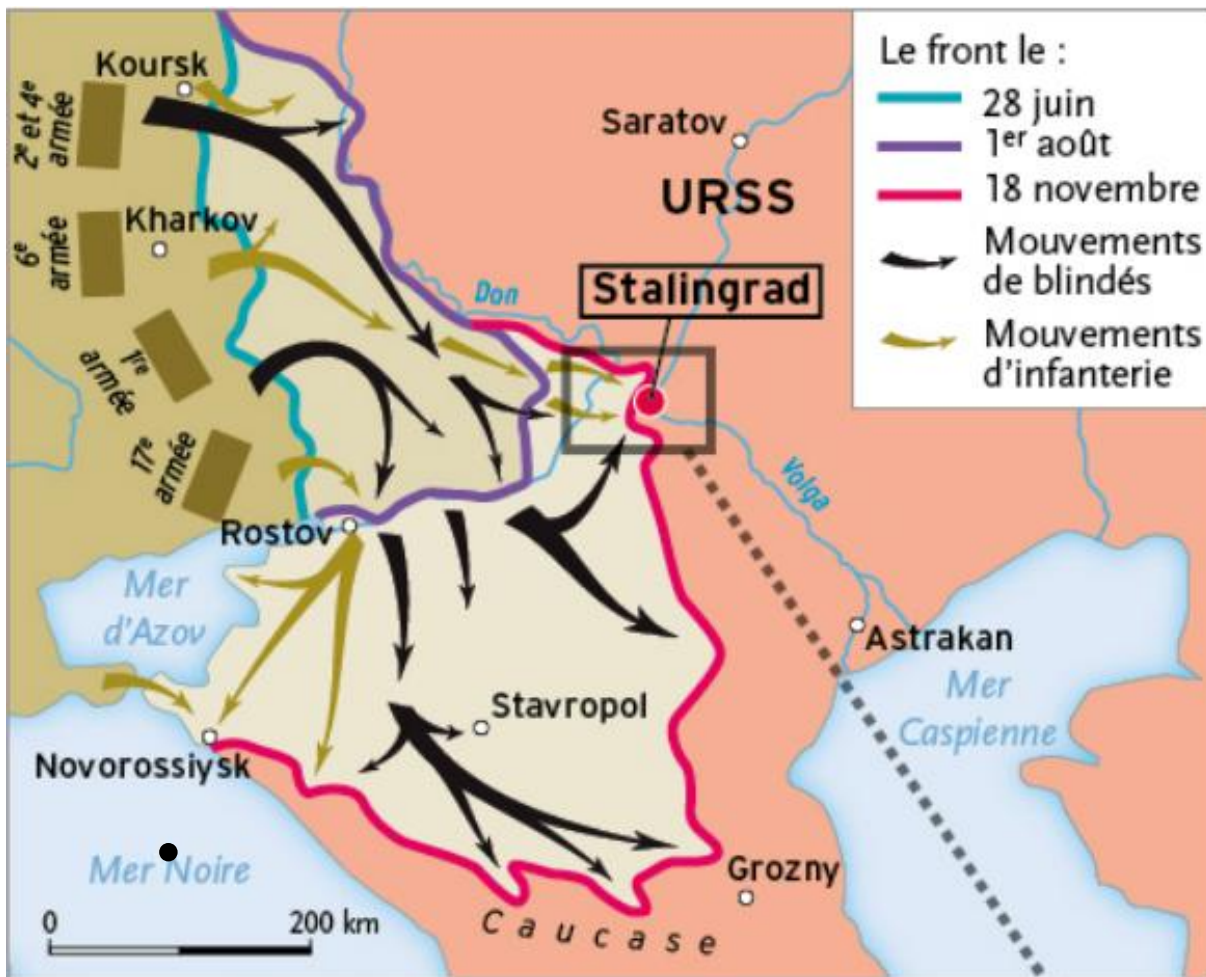 Koursk
2e et 4e
armée
Kharkov
6e
armée
1re
armée
17e
armée
Rostov
Mer
d'Azov
Novorossiysk
Mer Noire
0 200 km
Saratov
URSS
Don
Stalingrad
Volga
Astrakan
Mer
Caspienne
Stavropol
Grozny
Caucase
Le front le :
28 juin
1er août
18 novembre
Mouvements
de blindés
Mouvements
d'infanterie